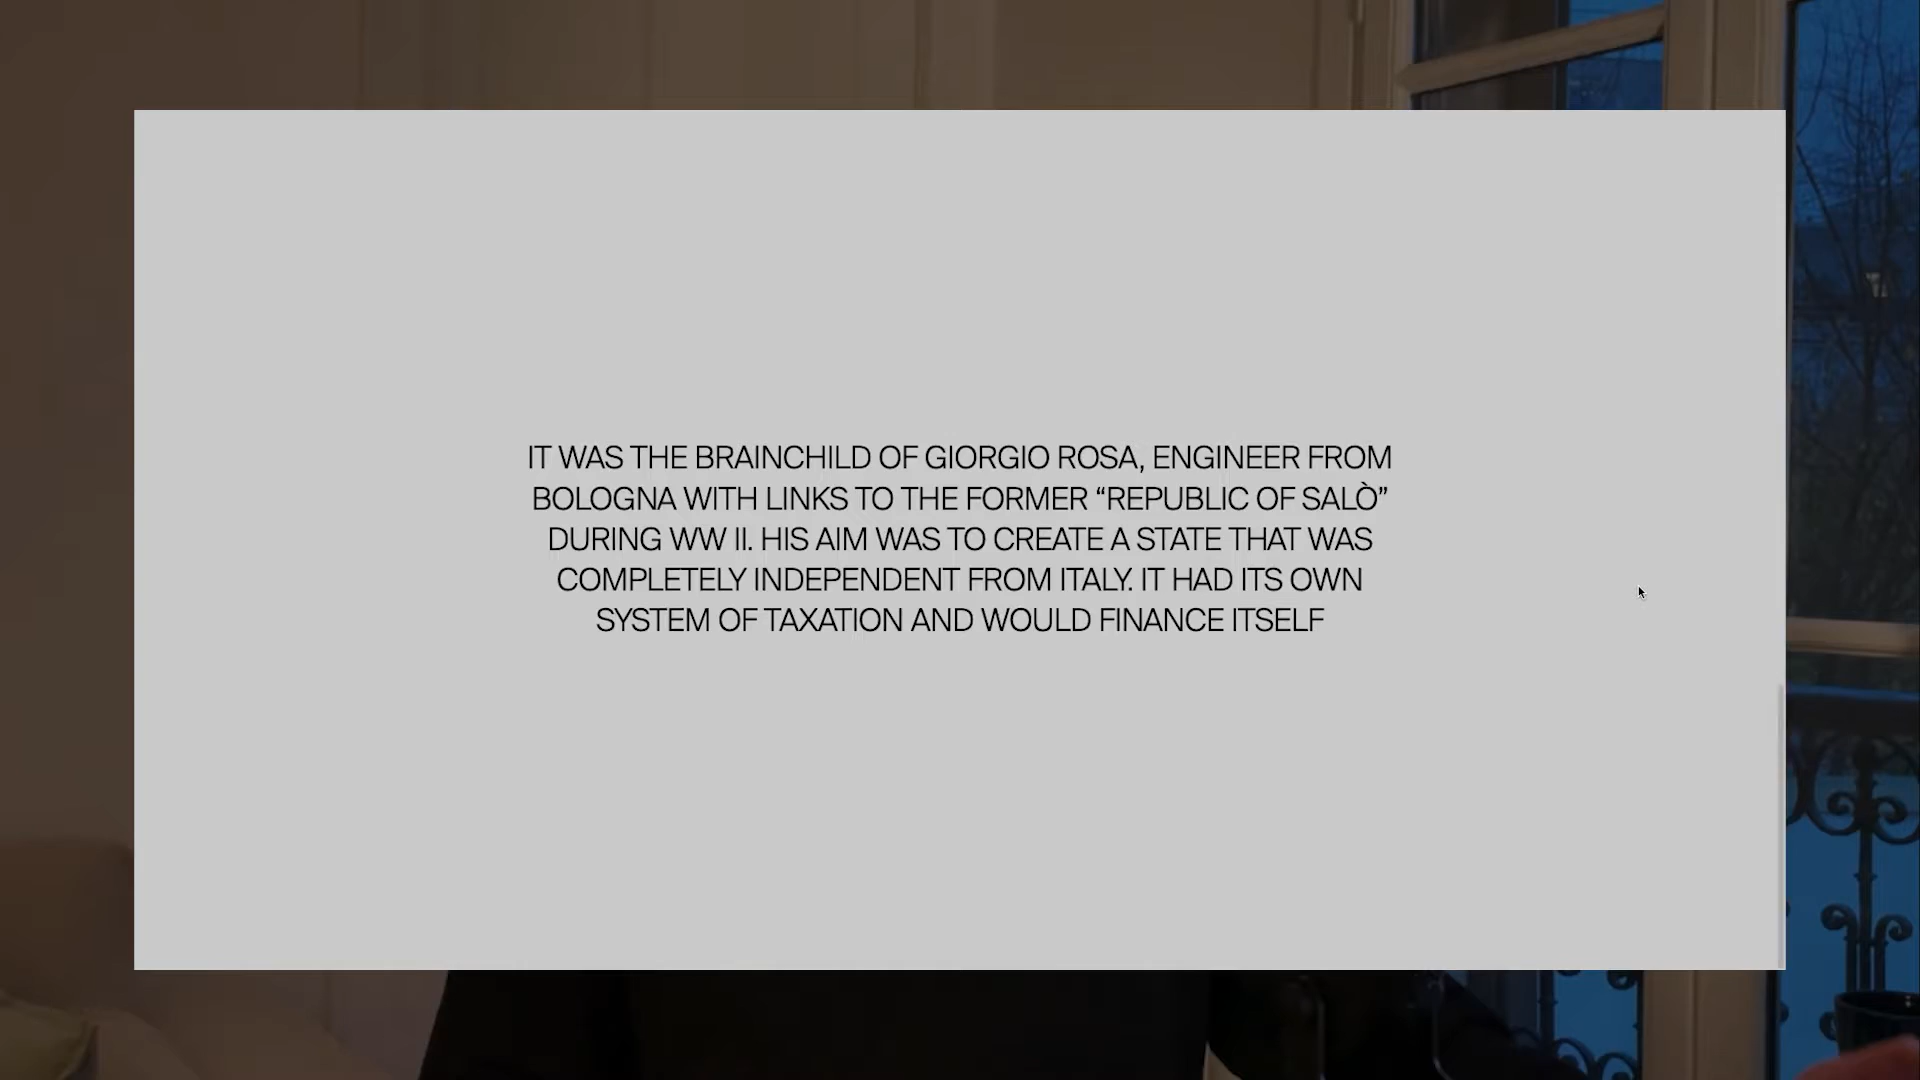 IT WAS THE BRAINCHILD OF GIORGIO ROSA, ENGINEER FROM
BOLOGNA WITH LINKS TO THE FORMER “REPUBLIC OF SALÒ”
DURING WW II. HIS AIM WAS TO CREATE A STATE THAT WAS
COMPLETELY INDEPENDENT FROM ITALY. IT HAD ITS OWN
SYSTEM OF TAXATION AND WOULD FINANCE ITSELF